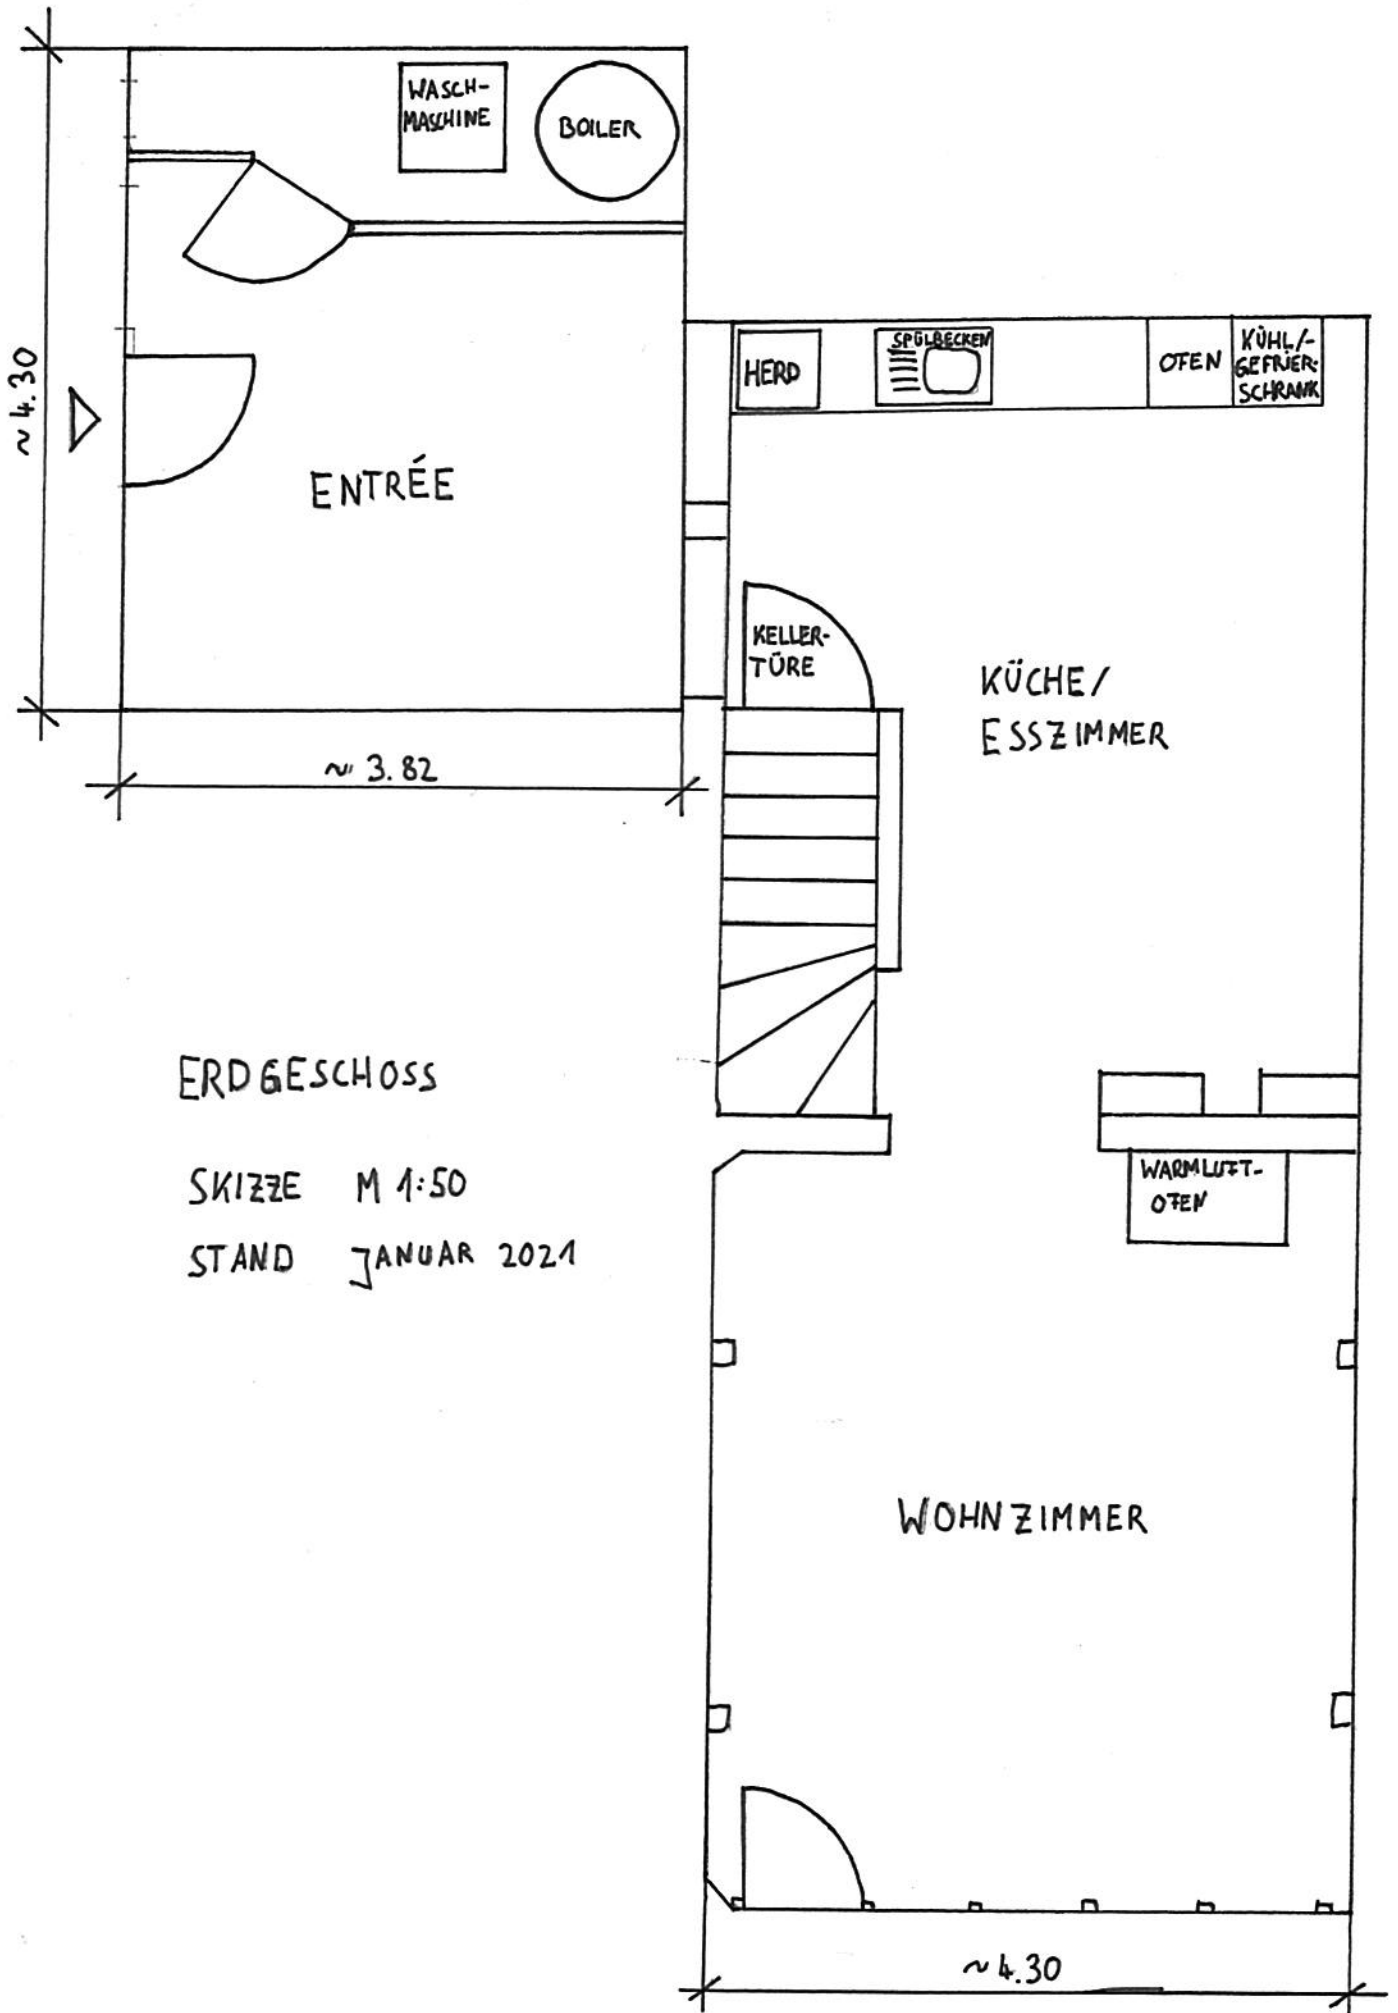 WASCH-
MASCHINE
BOILER
~ 4.30
HERD
SPÜLBECKEN
OFEN
KÜHL/-
GEFRIER-
SCHRANK
ENTRÉE
KELLER-
TÜRE
KÜCHE/
ESSZIMMER
~ 3.82
ERDGESCHOSS
SKIZZE M 1:50
STAND JANUAR 2021
WARMLUFT-
OFEN
WOHNZIMMER
~ 4.30